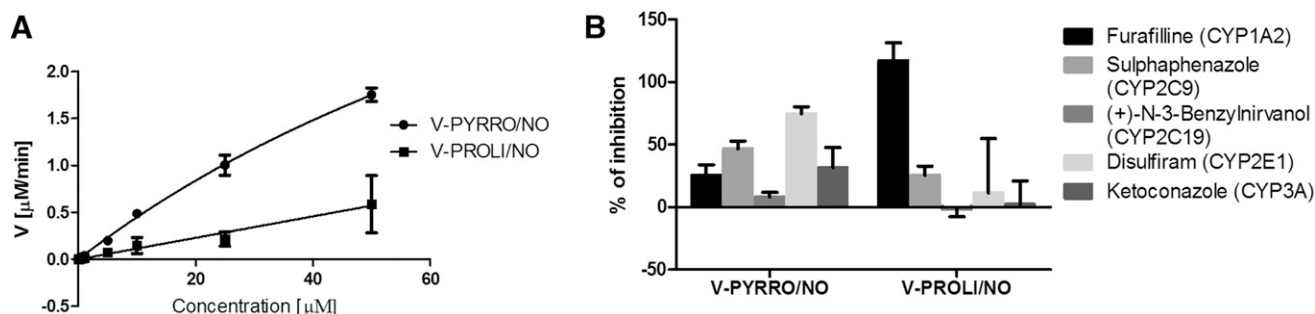 A
V [µM/min]
2.0
1.5
1.0
0.5
0.0
-0.5
20
40
60
Concentration [µM]
V-PYRRO/NO
V-PROLI/NO
B
% of inhibition
150
100
50
0
-50
V-PYRRO/NO
V-PROLI/NO
Furafilline (CYP1A2)
Sulphaphenazole
(CYP2C9)
(+)-N-3-Benzylnirvanol
(CYP2C19)
Disulfiram (CYP2E1)
Ketoconazole (CYP3A)